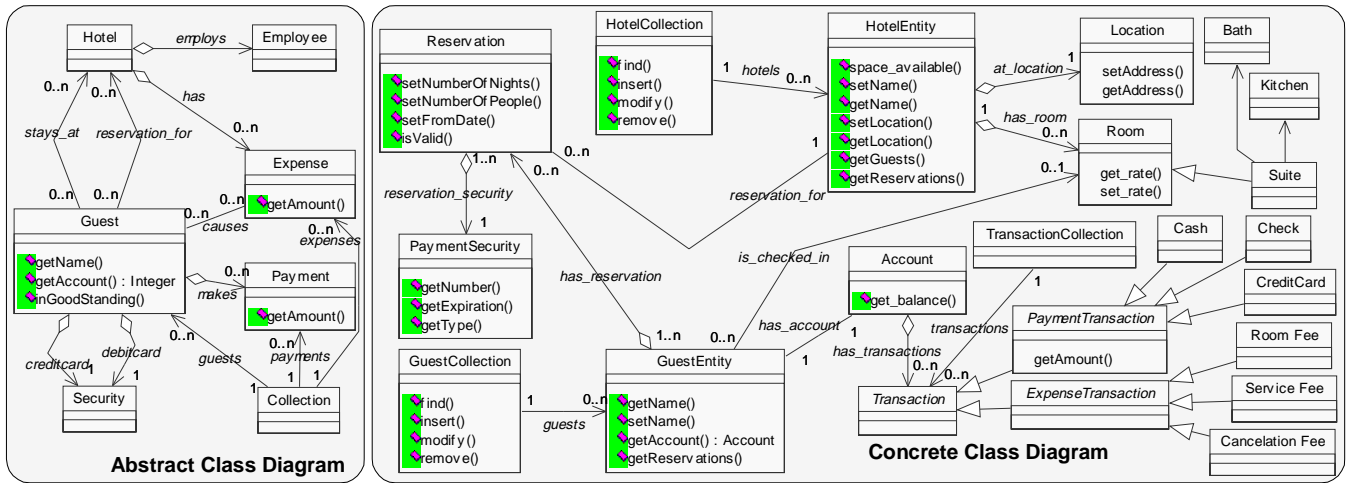 Hotel
employs
Employee
0..n
0..n
has
stays_at
reservation_for
0..n
Expense
getAmount()
0..n
0..n
0..n
0..n
causes
0..n
expenses
Guest
getName()
getAccount() : Integer
inGoodStanding()
0..n
makes
Payment
getAmount()
0..n
0..n
guests
payments
creditcard
debitcard
1
1
1
1
1
Security
Collection
Abstract Class Diagram
Reservation
setNumberOfNights()
setNumberOfPeople()
setFromDate()
isValid()
HotelCollection
find()
insert()
modify()
remove()
1
hotels
0..n
HotelEntity
space_available()
setName()
getName()
setLocation()
getLocation()
getGuests()
getReservations()
at_location
1
Location
setAddress()
getAddress()
Bath
Kitchen
1
has_room
0..n
0..1
Room
get_rate()
set_rate()
Suite
1..n
0..n
0..n
1
reservation_security
reservation_for
1
PaymentSecurity
getNumber()
getExpiration()
getType()
has_reservation
is_checked_in
Account
get_balance()
TransactionCollection
1
Cash
Check
CreditCard
PaymentTransaction
getAmount()
Room Fee
has_account
1
1
transactions
has_transactions
0..n
0..n
1..n
0..n
GuestCollection
find()
insert()
modify()
remove()
1
guests
0..n
GuestEntity
getName()
setName()
getAccount() : Account
getReservations()
Transaction
ExpenseTransaction
Service Fee
Cancelation Fee
Concrete Class Diagram